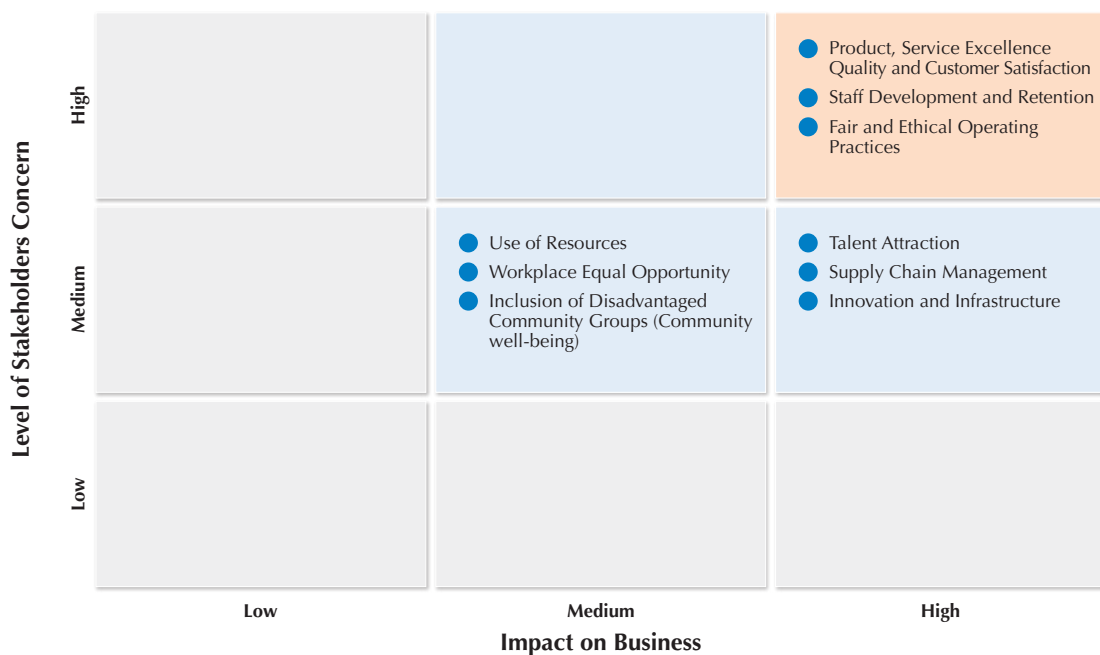 Level of Stakeholders Concern
High
Product, Service Excellence
Quality and Customer Satisfaction
Staff Development and Retention
Fair and Ethical Operating
Practices
Medium
Use of Resources
Workplace Equal Opportunity
Inclusion of Disadvantaged
Community Groups (Community
well-being)
Talent Attraction
Supply Chain Management
Innovation and Infrastructure
Low
Low
Medium
High
Impact on Business